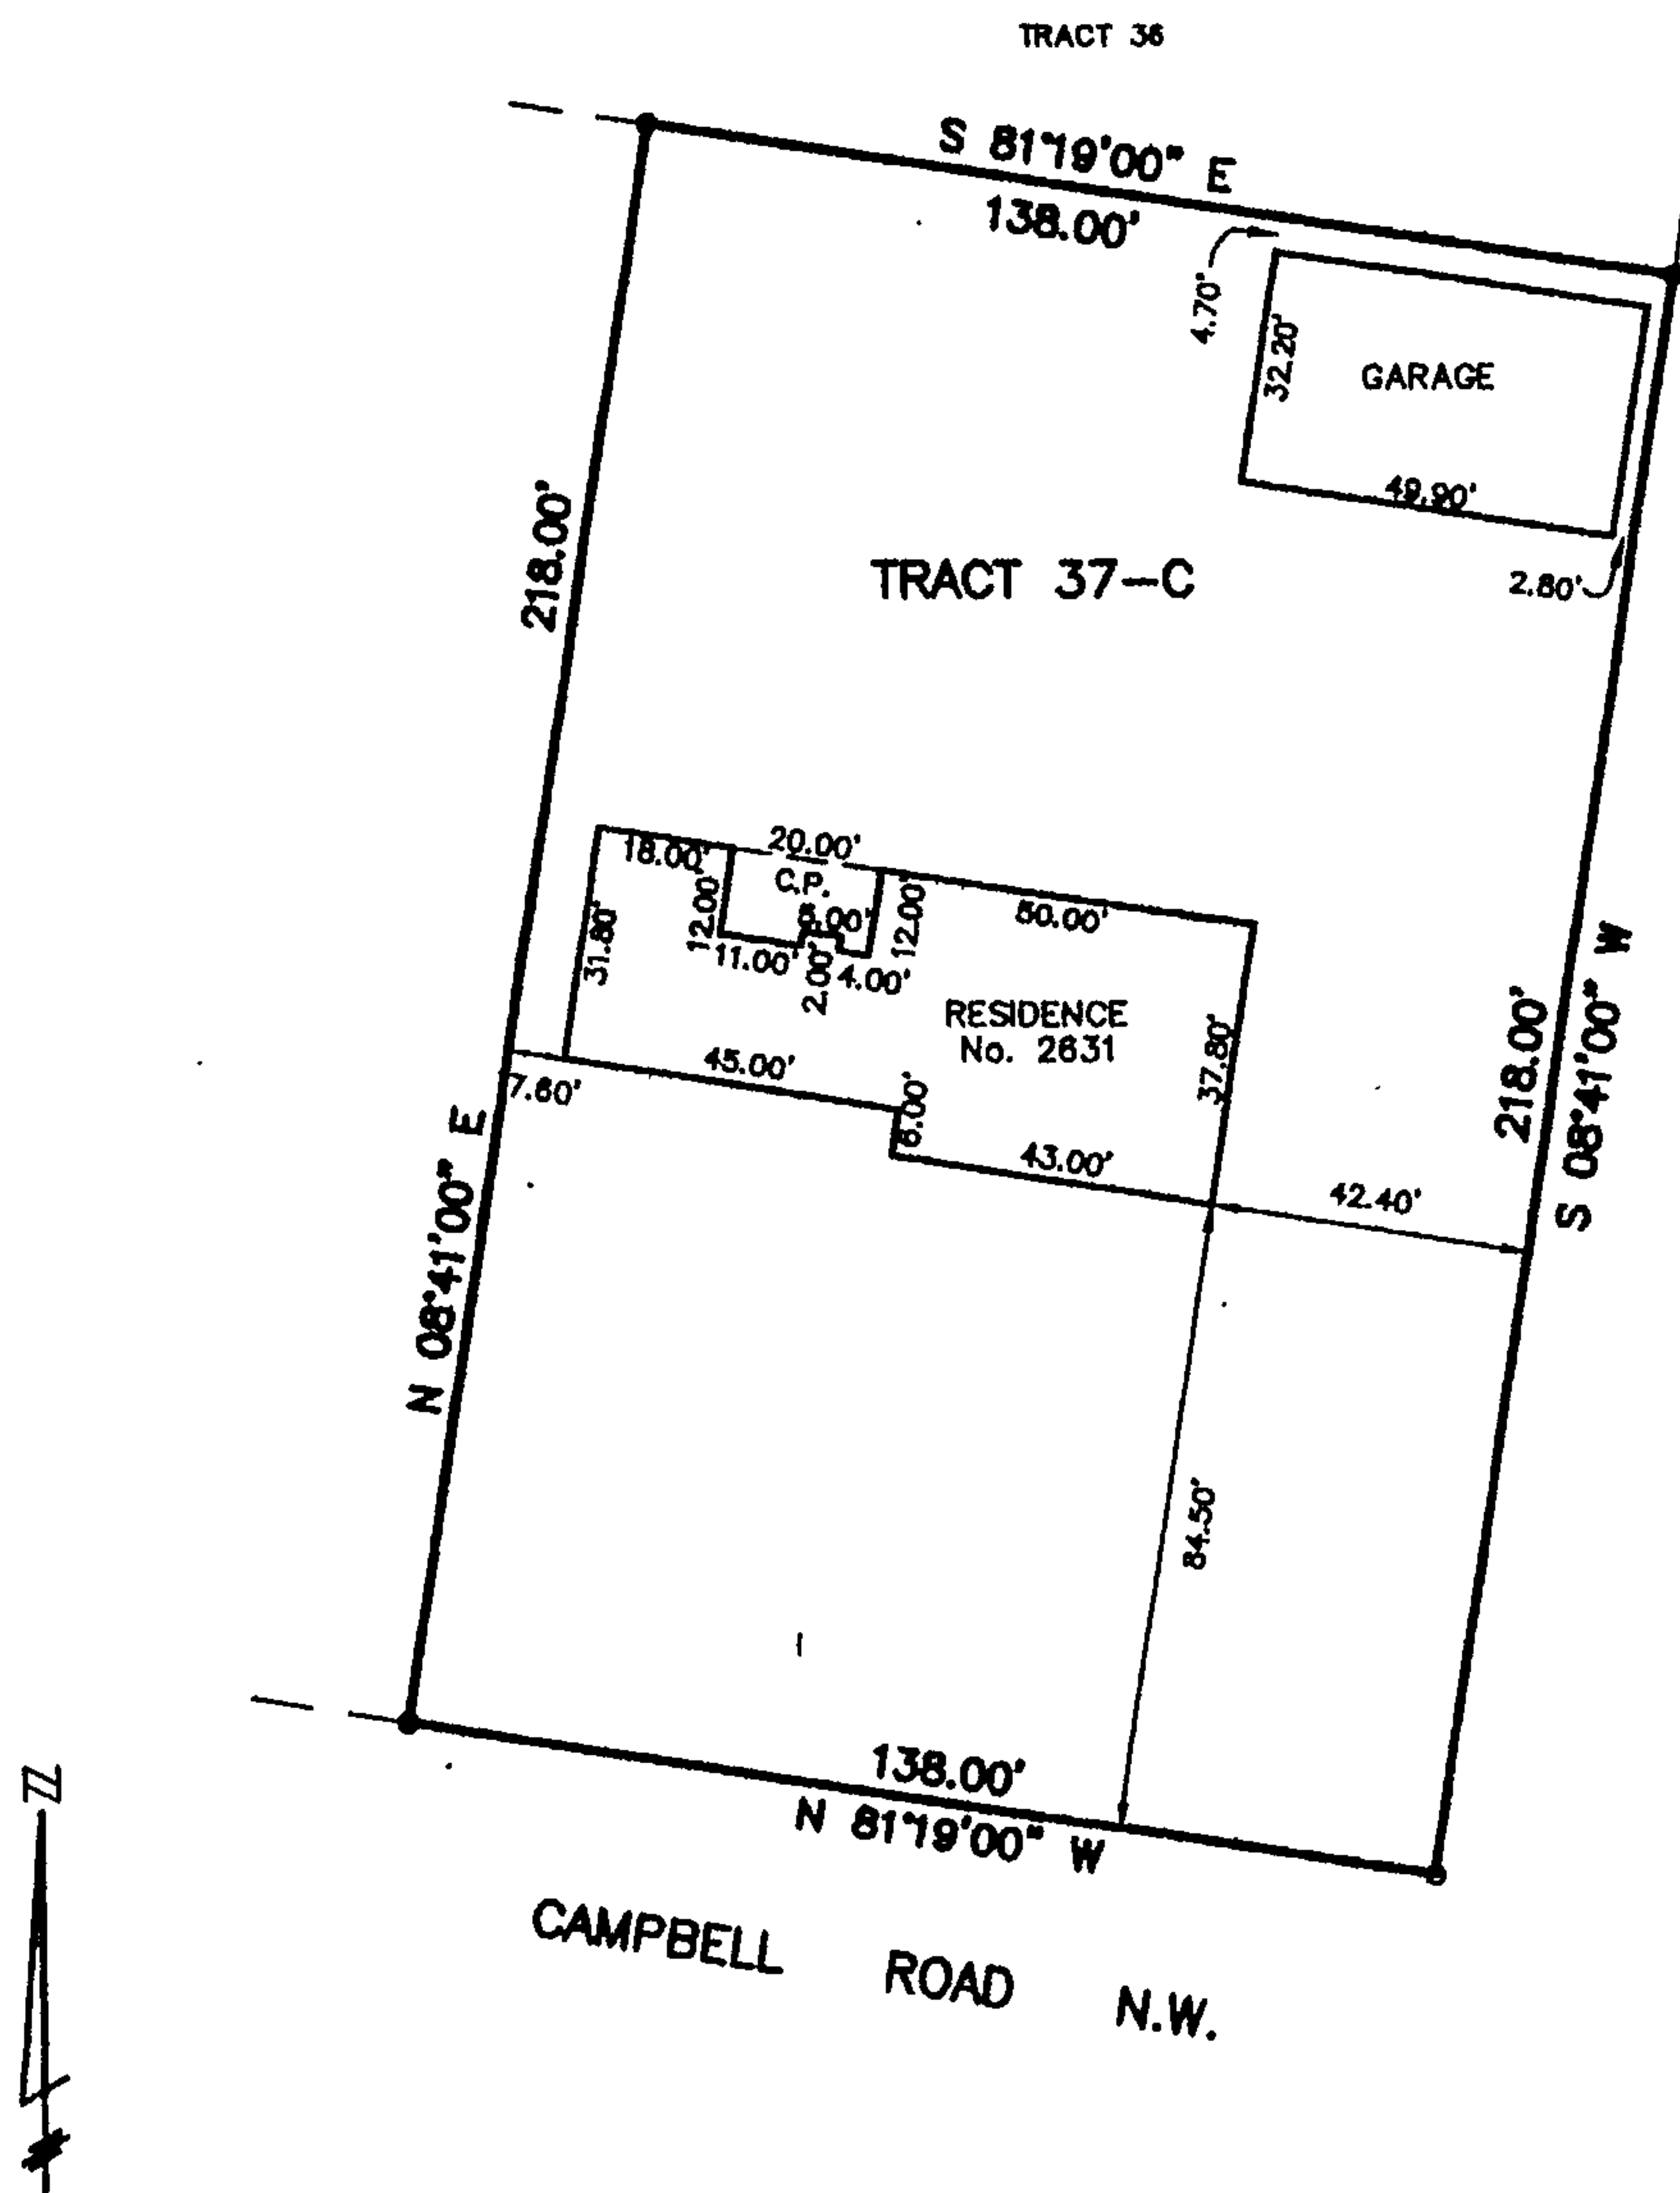 TRACT 36
S 81°19'00" E
138.00'
4.70'
32.20'
GARAGE
49.90'
2.80'
218.00'
TRACT 37-C
18.00'
20.00'
C.P.
12.00'
5.00'
12.00'
50.00'
31.80'
11.00'
2.00'
4.00'
RESIDENCE
No. 2631
37.80'
45.00'
7.60'
6.00'
43.00'
42.40'
218.00'
S 08°41'00" W
N 08°41'00" E
84.50'
138.00'
N 81°19'00" W
CAMPBELL ROAD N.W.
N